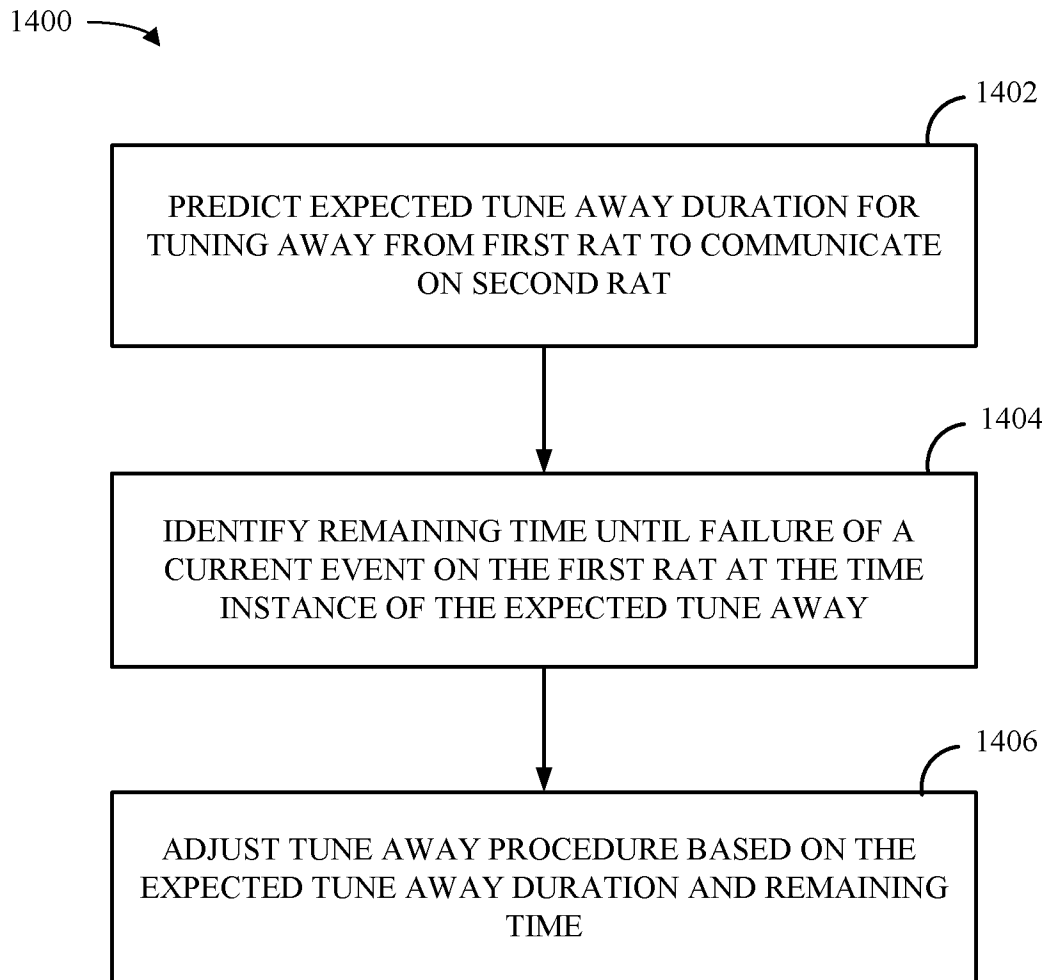 1400
1402
PREDICT EXPECTED TUNE AWAY DURATION FOR
TUNING AWAY FROM FIRST RAT TO COMMUNICATE
ON SECOND RAT
1404
IDENTIFY REMAINING TIME UNTIL FAILURE OF A
CURRENT EVENT ON THE FIRST RAT AT THE TIME
INSTANCE OF THE EXPECTED TUNE AWAY
1406
ADJUST TUNE AWAY PROCEDURE BASED ON THE
EXPECTED TUNE AWAY DURATION AND REMAINING
TIME